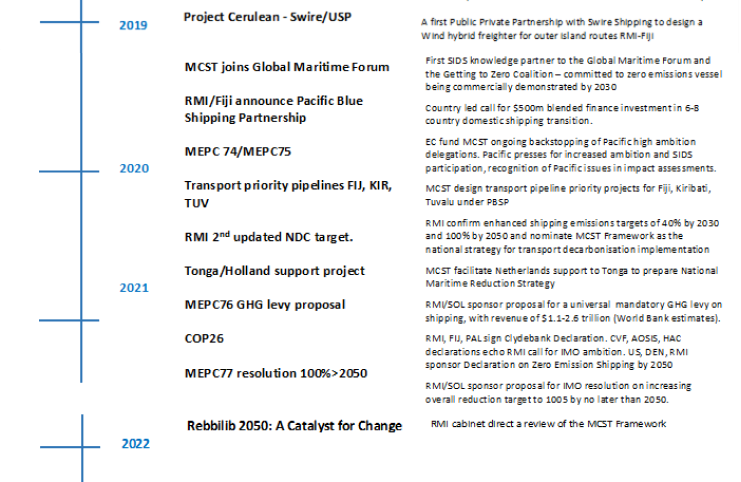 2019
Project Cerulean - Swire/USP
A first Public Private Partnership with Swire Shipping to design a
Wind hybrid freighter for outer island routes RMI-Fiji
MCST joins Global Maritime Forum
First SIDS knowledge partner to the Global Maritime Forum and
the Getting to Zero Coalition – committed to zero emissions vessel
being commercially demonstrated by 2030
RMI/Fiji announce Pacific Blue
Shipping Partnership
Country led call for $500m blended finance investment in 6-8
country domestic shipping transition.
2020
MEPC 74/MEPC75
EC fund MCST ongoing backstopping of Pacific high ambition
delegations. Pacific presses for increased ambition and SIDS
participation, recognition of Pacific issues in impact assessments.
Transport priority pipelines FIJ, KIR,
TUV
MCST design transport pipeline priority projects for Fiji, Kiribati,
Tuvalu under PBSP
RMI 2nd updated NDC target.
RMI confirm enhanced shipping emissions targets of 40% by 2030
and 100% by 2050 and nominate MCST Framework as the
national strategy for transport decarbonisation implementation
2021
Tonga/Holland support project
MCST facilitate Netherlands support to Tonga to prepare National
Maritime Reduction Strategy
MEPC76 GHG levy proposal
RMI/SOL sponsor proposal for a universal mandatory GHG levy on
shipping, with revenue of $1.1-2.6 trillion (World Bank estimates).
COP26
RMI, FIJ, PAL sign Clydebank Declaration. CVF, AOSIS, HAC
declarations echo RMI call for IMO ambition. US, DEN, RMI
sponsor Declaration on Zero Emission Shipping by 2050
MEPC77 resolution 100%>2050
RMI/SOL sponsor proposal for IMO resolution on increasing
overall reduction target to 1005 by no later than 2050.
2022
Rebbilib 2050: A Catalyst for Change
RMI cabinet direct a review of the MCST Framework